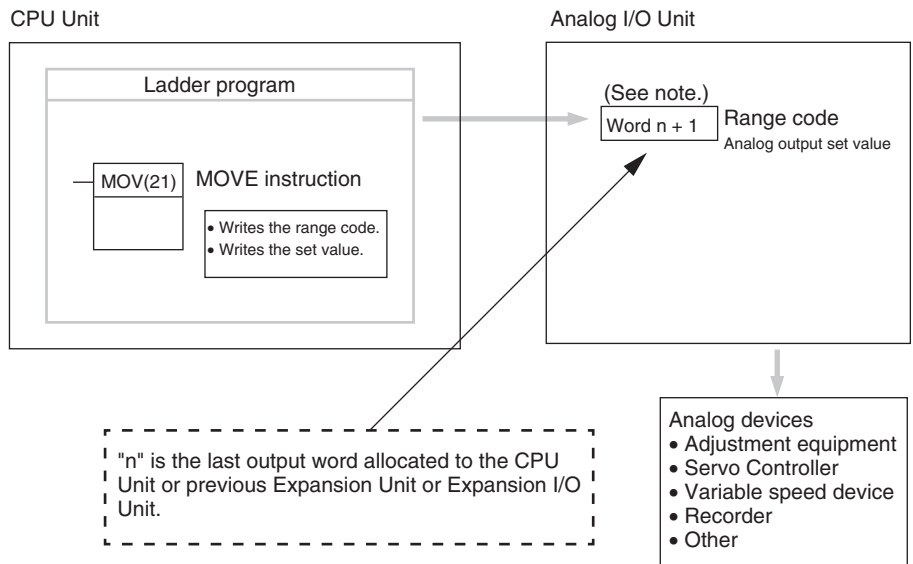 CPU Unit
Analog I/O Unit
Ladder program
(See note.)
Word n + 1
Range code
Analog output set value
MOV(21)
MOVE instruction
• Writes the range code.
• Writes the set value.
"n" is the last output word allocated to the CPU
Unit or previous Expansion Unit or Expansion I/O
Unit.
Analog devices
• Adjustment equipment
• Servo Controller
• Variable speed device
• Recorder
• Other